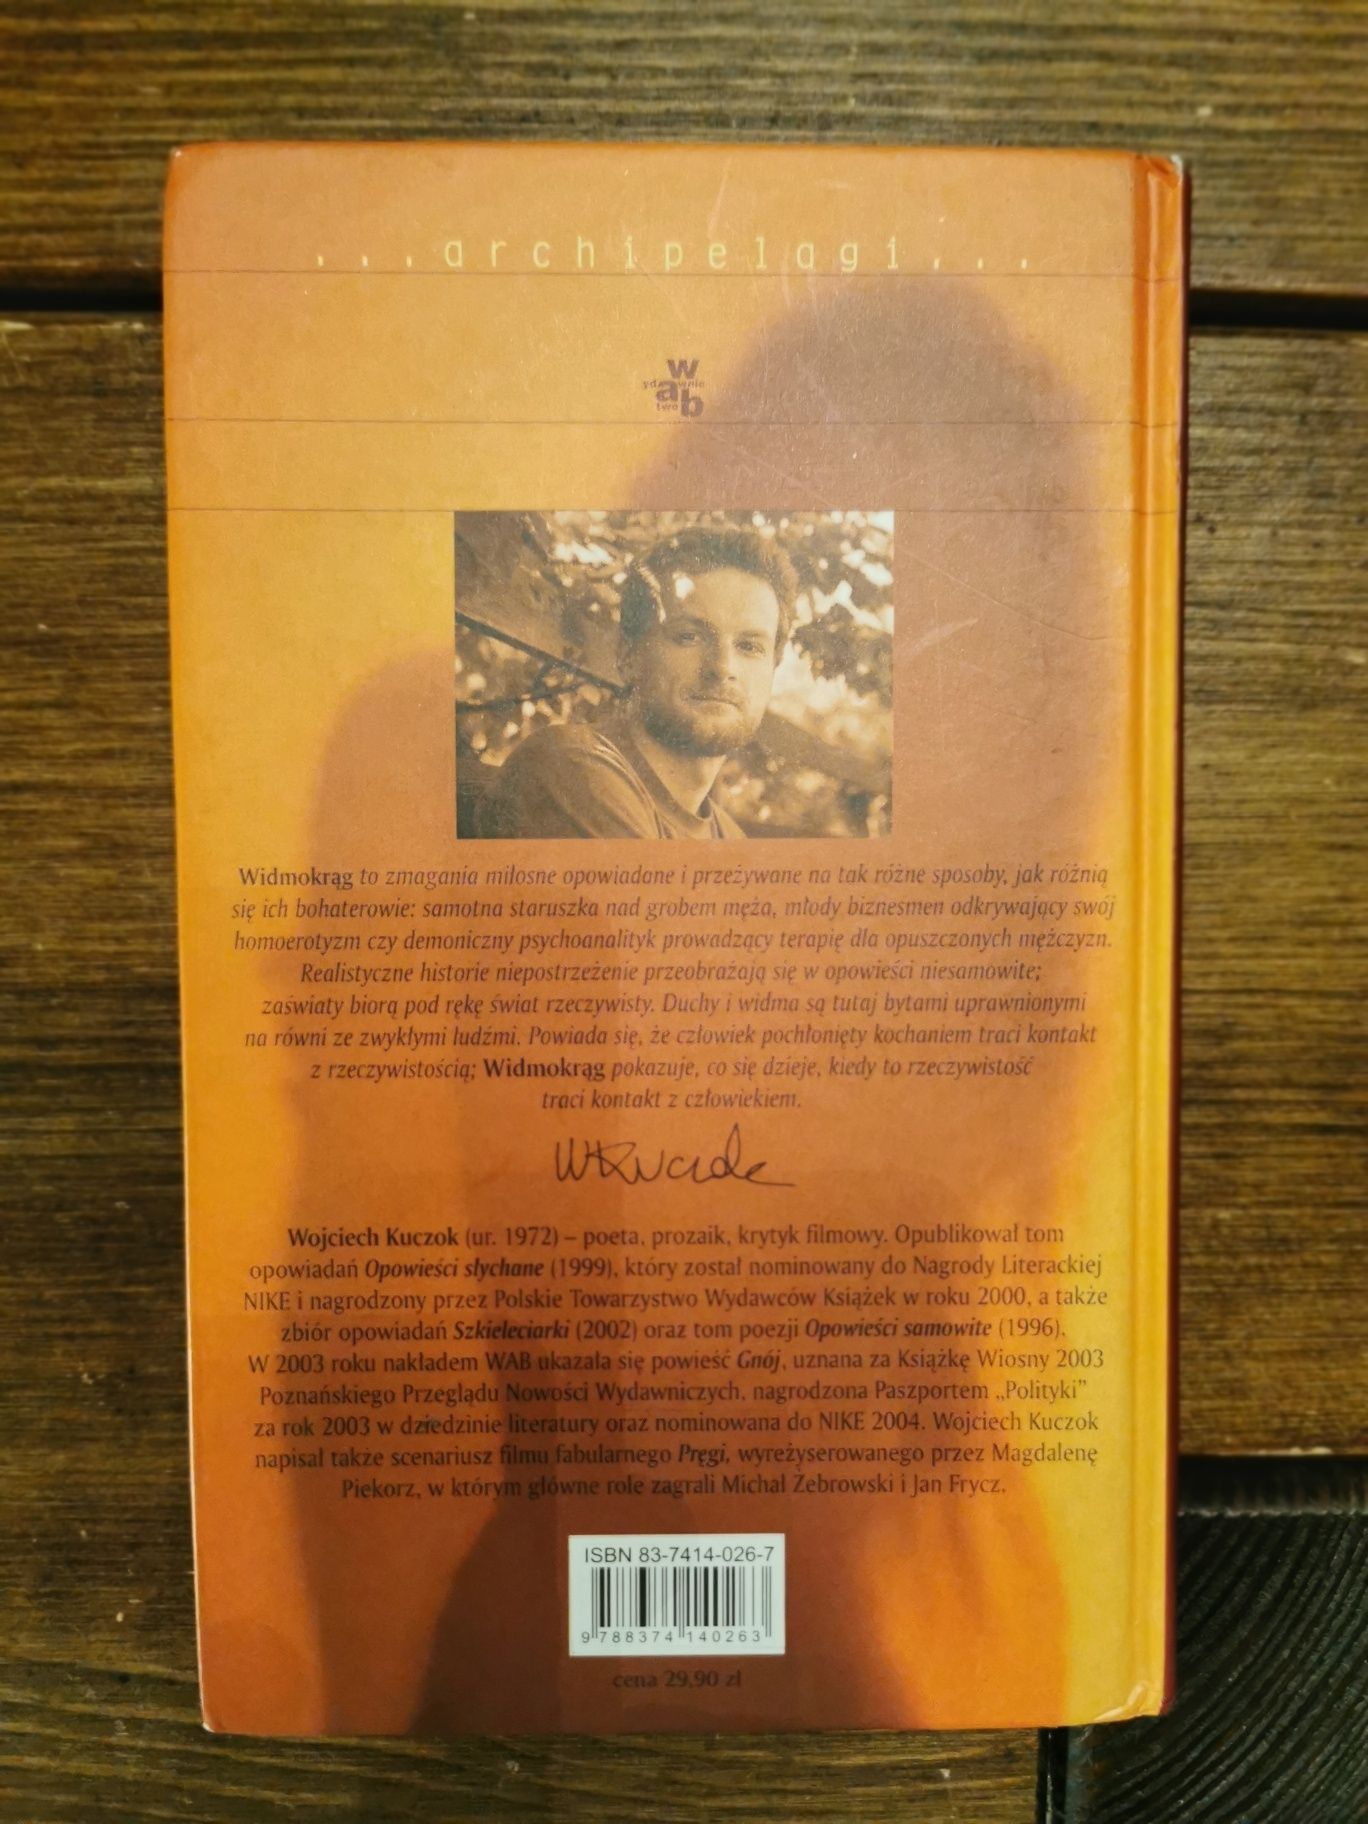 ...archipelagi...
w
ydawnictwo
ab
Widmokrąg to zmagania miłosne opowiadane i przeżywane na tak różne sposoby, jak różnią
się ich bohaterowie: samotna staruszka nad grobem męża, młody biznesmen odkrywający swój
homoerotyzm czy demoniczny psychoanalityk prowadzący terapię dla opuszczonych mężczyzn.
Realistyczne historie niepostrzeżenie przeobrażają się w opowieści niesamowite;
zaświaty biorą pod rękę świat rzeczywisty. Duchy i widma są tutaj bytami uprawnionymi
na równi ze zwykłymi ludźmi. Powiada się, że człowiek pochłonięty kochaniem traci kontakt
z rzeczywistością; Widmokrąg pokazuje, co się dzieje, kiedy to rzeczywistość
traci kontakt z człowiekiem.
Wojciech Kuczok (ur. 1972) – poeta, prozaik, krytyk filmowy. Opublikował tom
opowiadań Opowieści słychane (1999), który został nominowany do Nagrody Literackiej
NIKE i nagrodzony przez Polskie Towarzystwo Wydawców Książek w roku 2000, a także
zbiór opowiadań Szkieleciarki (2002) oraz tom poezji Opowieści samowite (1996).
W 2003 roku nakładem WAB ukazała się powieść Gnój, uznana za Książkę Wiosny 2003
Poznańskiego Przeglądu Nowości Wydawniczych, nagrodzona Paszportem „Polityki”
za rok 2003 w dziedzinie literatury oraz nominowana do NIKE 2004. Wojciech Kuczok
napisał także scenariusz filmu fabularnego Pręgi, wyreżyserowanego przez Magdalenę
Piekorz, w którym główne role zagrali Michał Żebrowski i Jan Frycz.
ISBN 83-7414-026-7
9 788374 140263
cena 29,90 zł